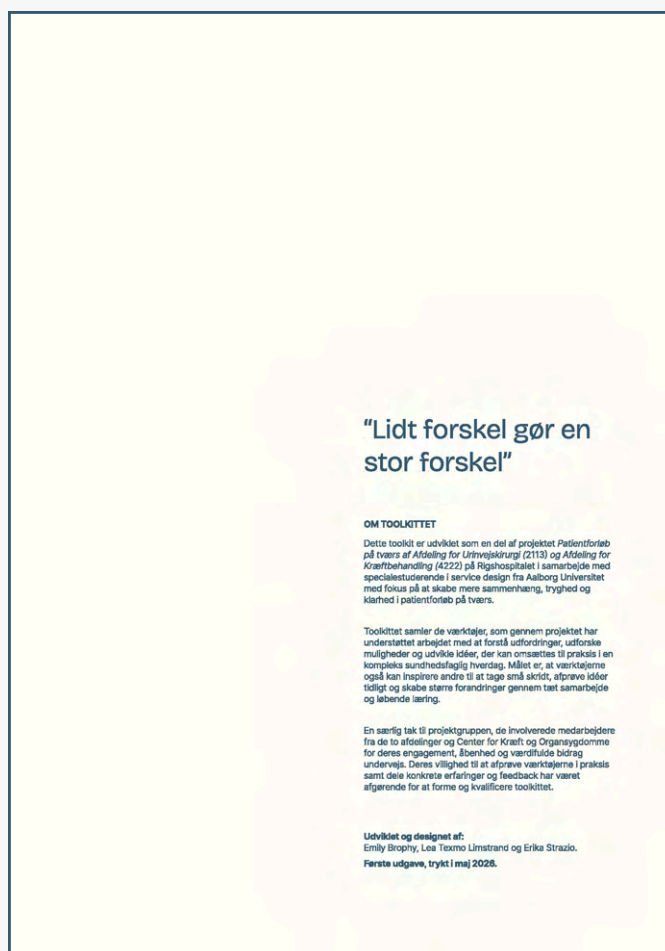 “Lidt forskel gør en
stor forskel”
OM TOOLKITTET
Dette toolkit er udviklet som en del af projektet Patientforløb
på tværs af Afdeling for Urinvejskirurgi (2113) og Afdeling for
Kræftbehandling (4222) på Rigshospitalet i samarbejde med
specialestuderende i service design fra Aalborg Universitet
med fokus på at skabe mere sammenhæng, tryghed og
klarhed i patientforløb på tværs.
Toolkittet samler de værktøjer, som gennem projektet har
understøttet arbejdet med at forstå udfordringer, udforske
muligheder og udvikle idéer, der kan omsættes til praksis i en
kompleks sundhedsfaglig hverdag. Målet er, at værktøjerne
også kan inspirere andre til at tage små skridt, afprøve idéer
tidligt og skabe større forandringer gennem tæt samarbejde
og løbende læring.
En særlig tak til projektgruppen, de involverede medarbejdere
fra de to afdelinger og Center for Kræft og Organsygdomme
for deres engagement, åbenhed og værdifulde bidrag
undervejs. Deres villighed til at afprøve værktøjerne i praksis
samt dele konkrete erfaringer og feedback har været
afgørende for at forme og kvalificere toolkittet.
Udviklet og designet af:
Emily Brophy, Lea Texmo Limstrand og Erika Strazio.
Første udgave, trykt i maj 2026.